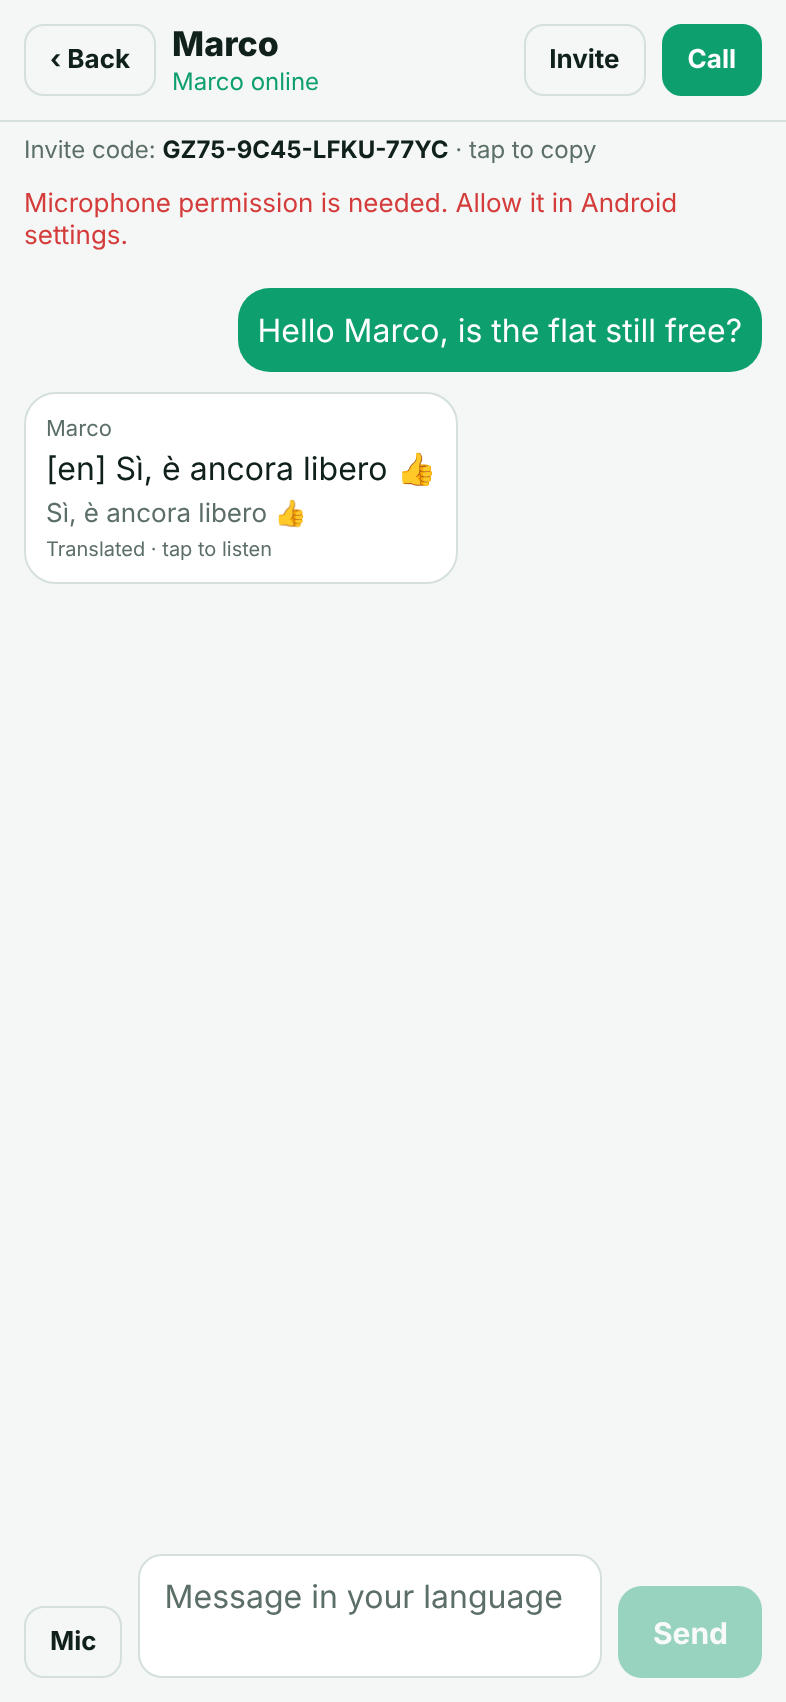 ‹ Back
Marco
Marco online
Invite
Call
Invite code: GZ75-9C45-LFKU-77YC · tap to copy
Microphone permission is needed. Allow it in Android
settings.
Hello Marco, is the flat still free?
Marco
[en] Sì, è ancora libero 👍
Sì, è ancora libero 👍
Translated · tap to listen
Mic
Message in your language
Send